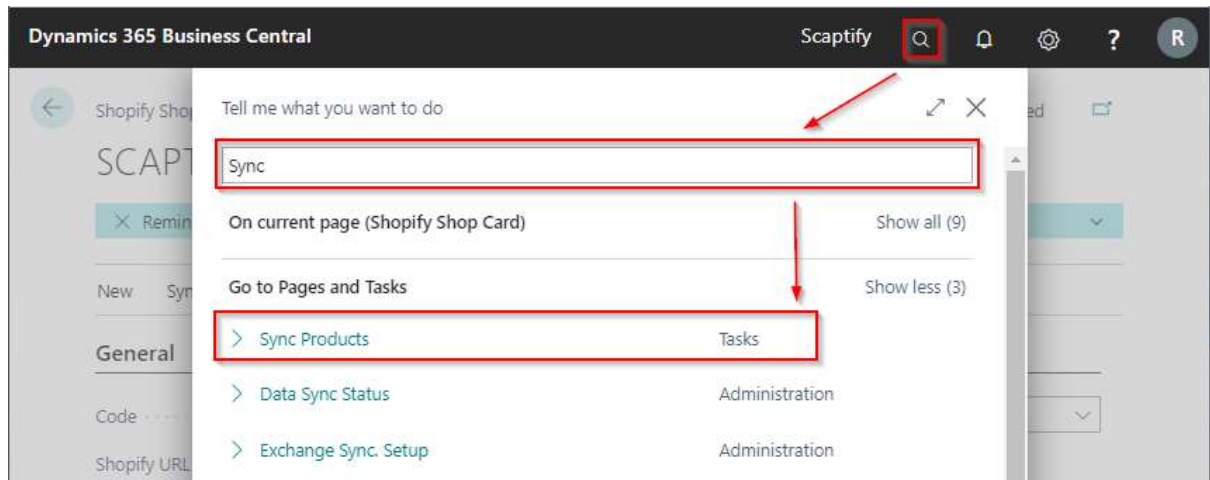 Dynamics 365 Business Central Scaptify ? R
Shopify Shop Tell me what you want to do ed
SCAPT
Sync
Remin On current page (Shopify Shop Card) Show all (9)
New Syn Go to Pages and Tasks Show less (3)
Sync Products Tasks
General
Data Sync Status Administration
Code
Exchange Sync. Setup Administration
Shopify URL